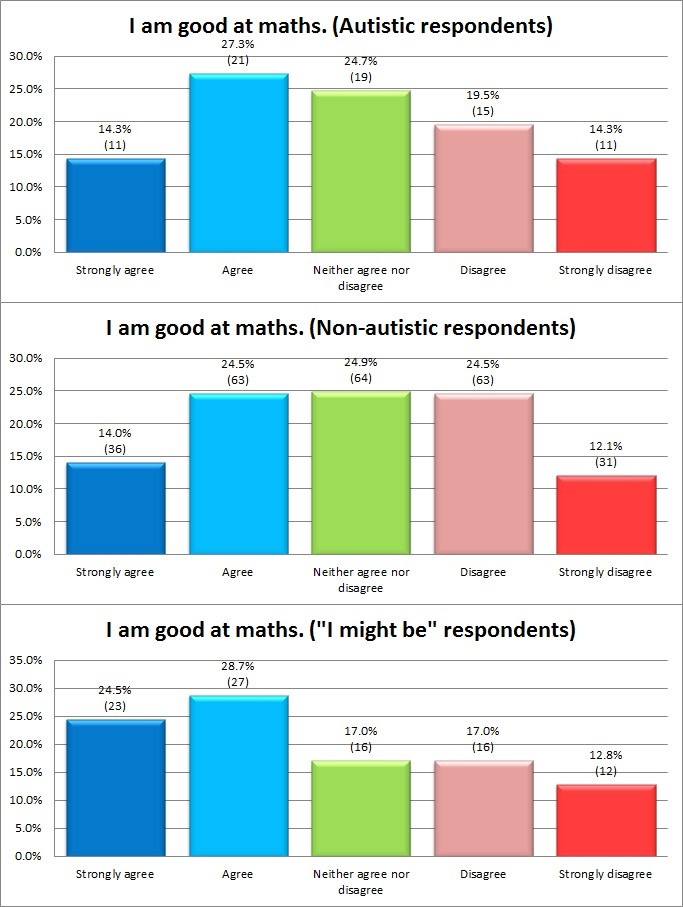 I am good at maths. (Autistic respondents)
27.3%
(21)
24.7%
(19)
19.5%
(15)
14.3%
(11)
14.3%
(11)
30.0%
25.0%
20.0%
15.0%
10.0%
5.0%
0.0%
Strongly agree
Agree
Neither agree nor
disagree
Disagree
Strongly disagree
I am good at maths. (Non-autistic respondents)
30.0%
25.0%
20.0%
15.0%
10.0%
5.0%
0.0%
14.0%
(36)
24.5%
(63)
24.9%
(64)
24.5%
(63)
12.1%
(31)
Strongly agree
Agree
Neither agree nor
disagree
Disagree
Strongly disagree
I am good at maths. ("I might be" respondents)
35.0%
30.0%
25.0%
20.0%
15.0%
10.0%
5.0%
0.0%
24.5%
(23)
28.7%
(27)
17.0%
(16)
17.0%
(16)
12.8%
(12)
Strongly agree
Agree
Neither agree nor
disagree
Disagree
Strongly disagree